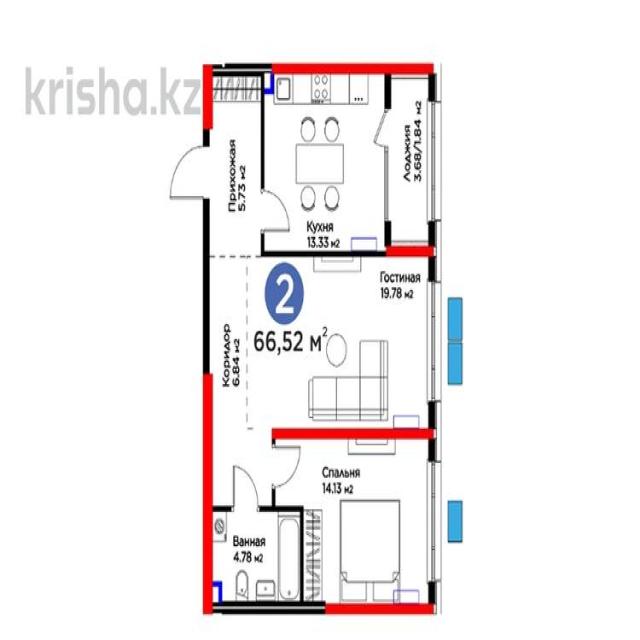 krisha.kz
Прихожая
5.73 м2
Кухня
13.33 м2
Лоджия
3.68/1.84 м2
Гостиная
19.78 м2
2
66,52 м2
Коридор
6.84 м2
Спальня
14.13 м2
Ванная
4.78 м2